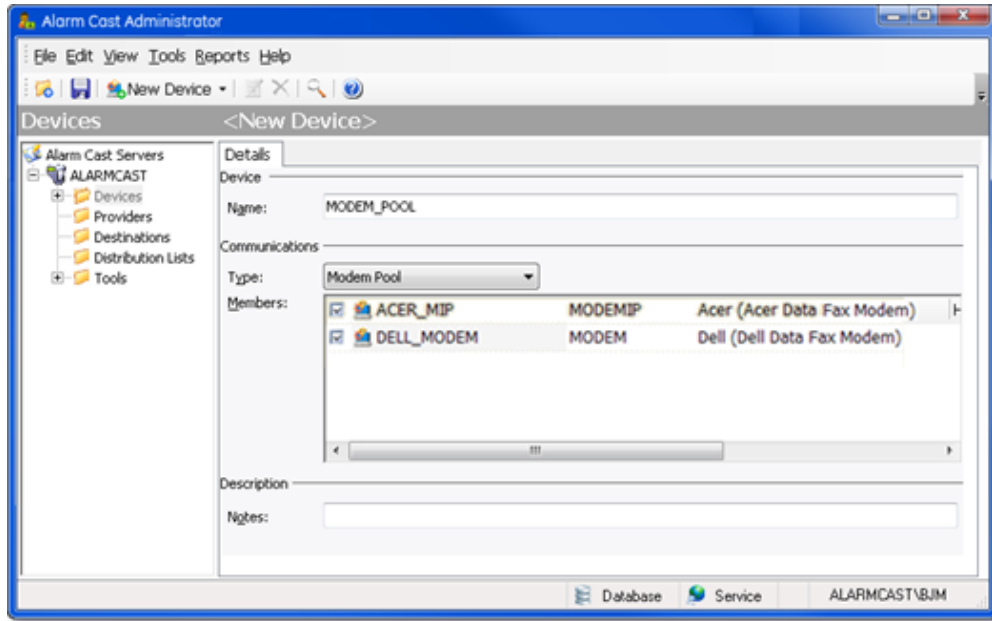 Alarm Cast Administrator
File Edit View Tools Reports Help
New Device
Devices <New Device>
Alarm Cast Servers
ALARMCAST
Devices
Providers
Destinations
Distribution Lists
Tools
Details
Device
Name: MODEM_POOL
Communications
Type: Modem Pool
Members:
ACER_MIP MODEMIP Acer (Acer Data Fax Modem)
DELL_MODEM MODEM Dell (Dell Data Fax Modem)
Description
Notes:
Database Service ALARMCAST\BJM